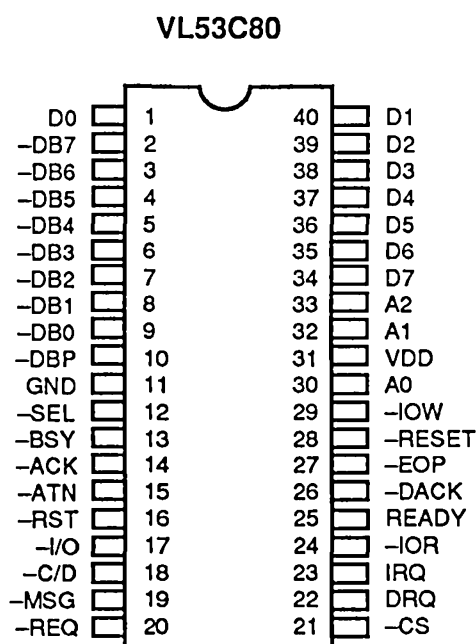 VL53C80
D0 1 40 D1
–DB7 2 39 D2
–DB6 3 38 D3
–DB5 4 37 D4
–DB4 5 36 D5
–DB3 6 35 D6
–DB2 7 34 D7
–DB1 8 33 A2
–DB0 9 32 A1
–DBP 10 31 VDD
GND 11 30 A0
–SEL 12 29 –IOW
–BSY 13 28 –RESET
–ACK 14 27 –EOP
–ATN 15 26 –DACK
–RST 16 25 READY
–I/O 17 24 –IOR
–C/D 18 23 IRQ
–MSG 19 22 DRQ
–REQ 20 21 –CS